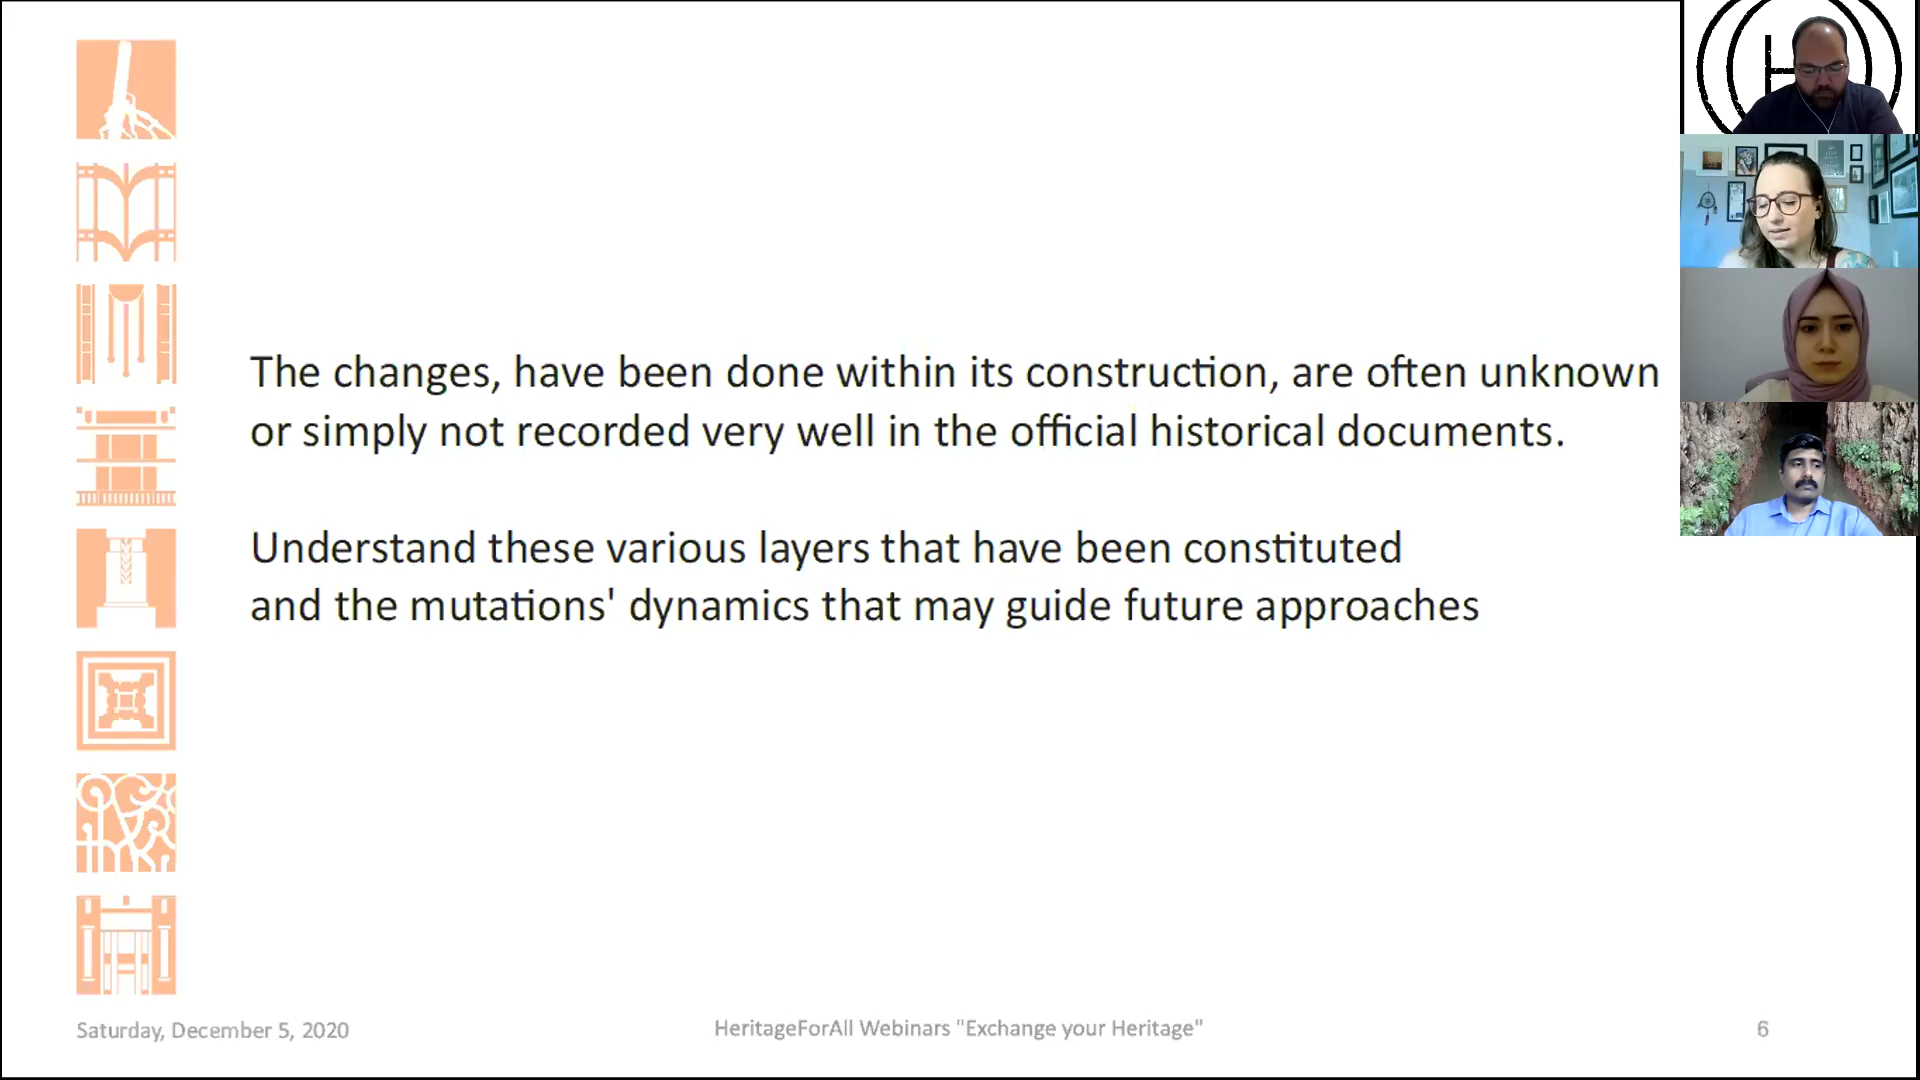 The changes, have been done within its construction, are often unknown
or simply not recorded very well in the official historical documents.
Understand these various layers that have been constituted
and the mutations' dynamics that may guide future approaches
Saturday, December 5, 2020
HeritageForAll Webinars "Exchange your Heritage"
6